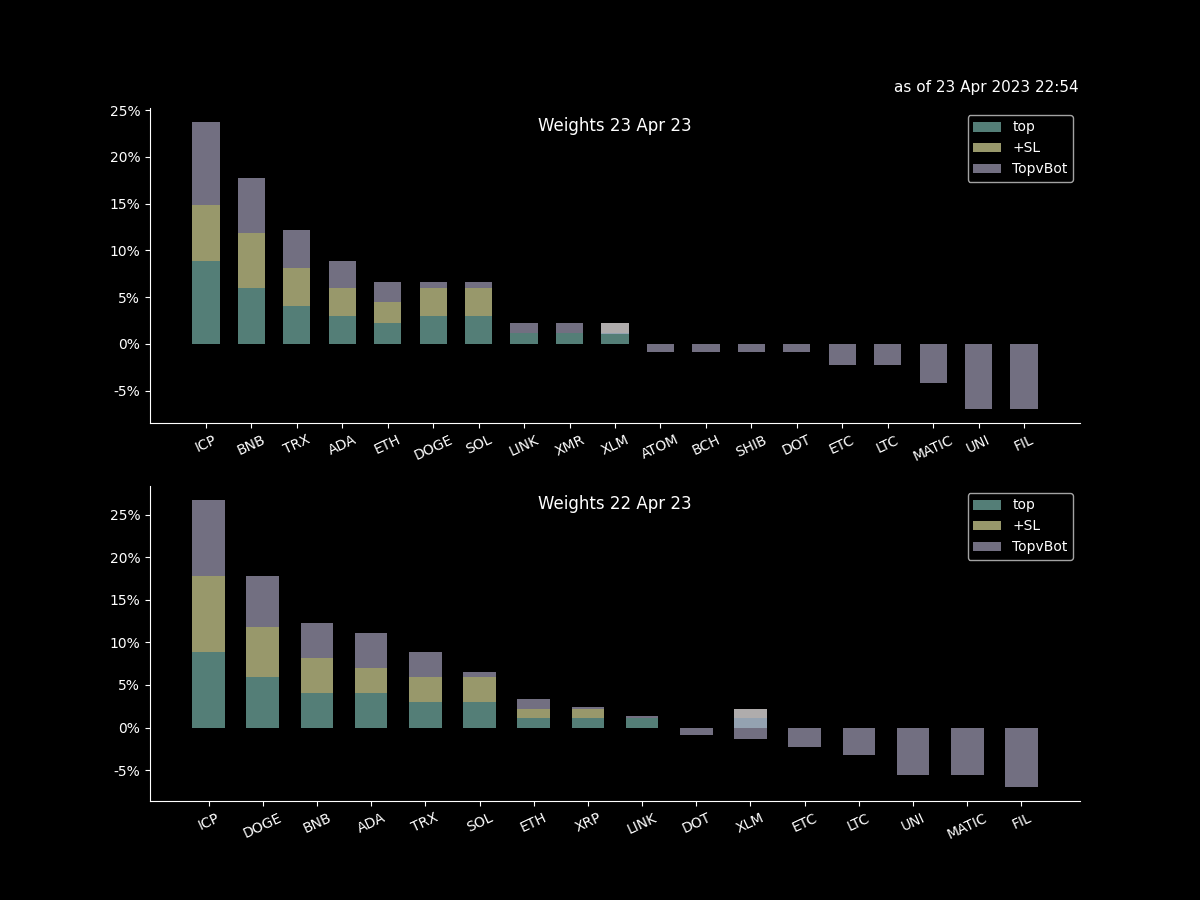 as of 23 Apr 2023 22:54
Weights 23 Apr 23
top
+SL
TopvBot
25%
20%
15%
10%
5%
0%
-5%
ICP BNB TRX ADA ETH DOGE SOL LINK XMR XLM ATOM BCH SHIB DOT ETC LTC MATIC UNI FIL
Weights 22 Apr 23
top
+SL
TopvBot
25%
20%
15%
10%
5%
0%
-5%
ICP DOGE BNB ADA TRX SOL ETH XRP LINK DOT XLM ETC LTC UNI MATIC FIL